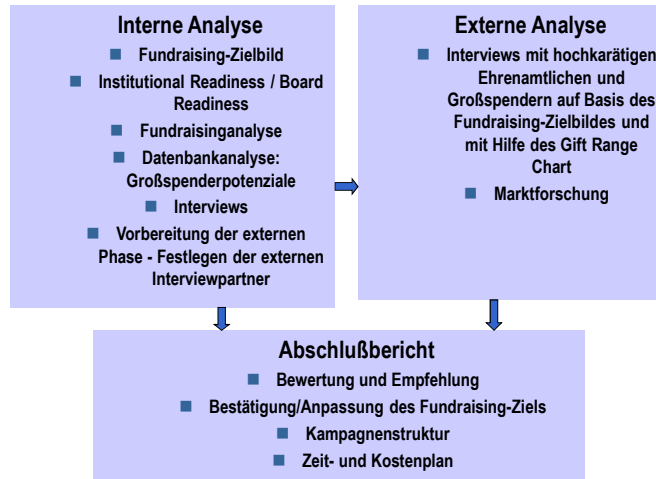 Interne Analyse
Fundraising-Zielbild
Institutional Readiness / Board
Readiness
Fundraisinganalyse
Datenbankanalyse:
Großspenderpotenziale
Interviews
Vorbereitung der externen
Phase - Festlegen der externen
Interviewpartner
Externe Analyse
Interviews mit hochkarätigen
Ehrenamtlichen und
Großspendern auf Basis des
Fundraising-Zielbildes und
mit Hilfe des Gift Range
Chart
Marktforschung
Abschlußbericht
Bewertung und Empfehlung
Bestätigung/Anpassung des Fundraising-Ziels
Kampagnenstruktur
Zeit- und Kostenplan